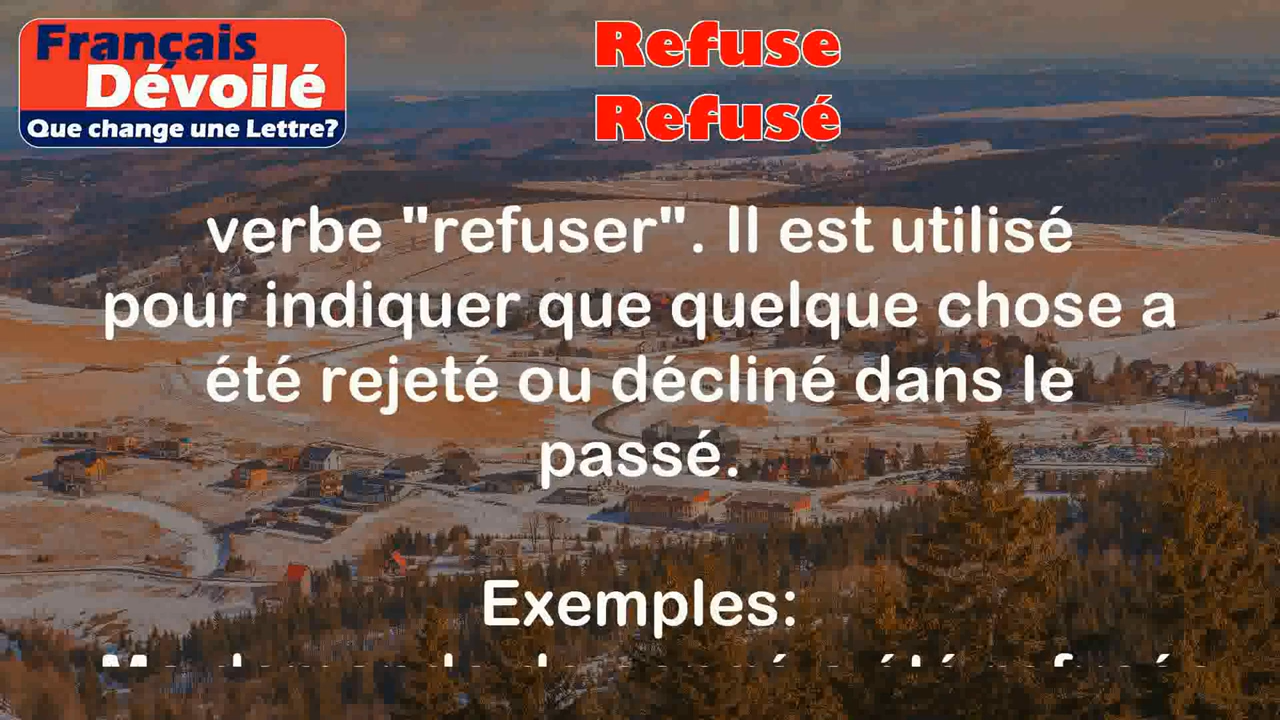 Français
Dévoilé
Que change une Lettre?
Refuse
Refusé
verbe "refuser". Il est utilisé
pour indiquer que quelque chose a
été rejeté ou décliné dans le
passé.
Exemples: